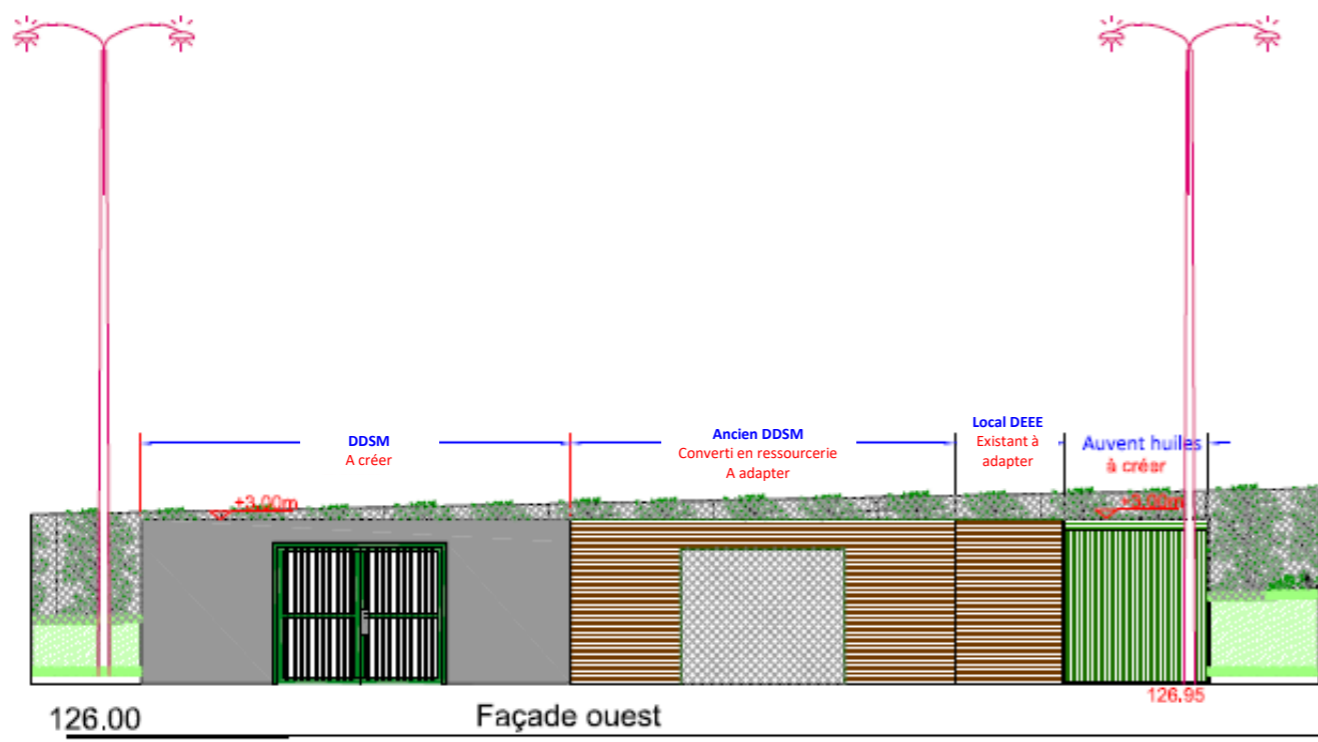 DDSM
A créer
Ancien DDSM
Converti en ressourcerie
A adapter
Local DEEE
Existant à
adapter
Auvent huiles
à créer
+3.00m
+3.00m
126.95
126.00
Façade ouest